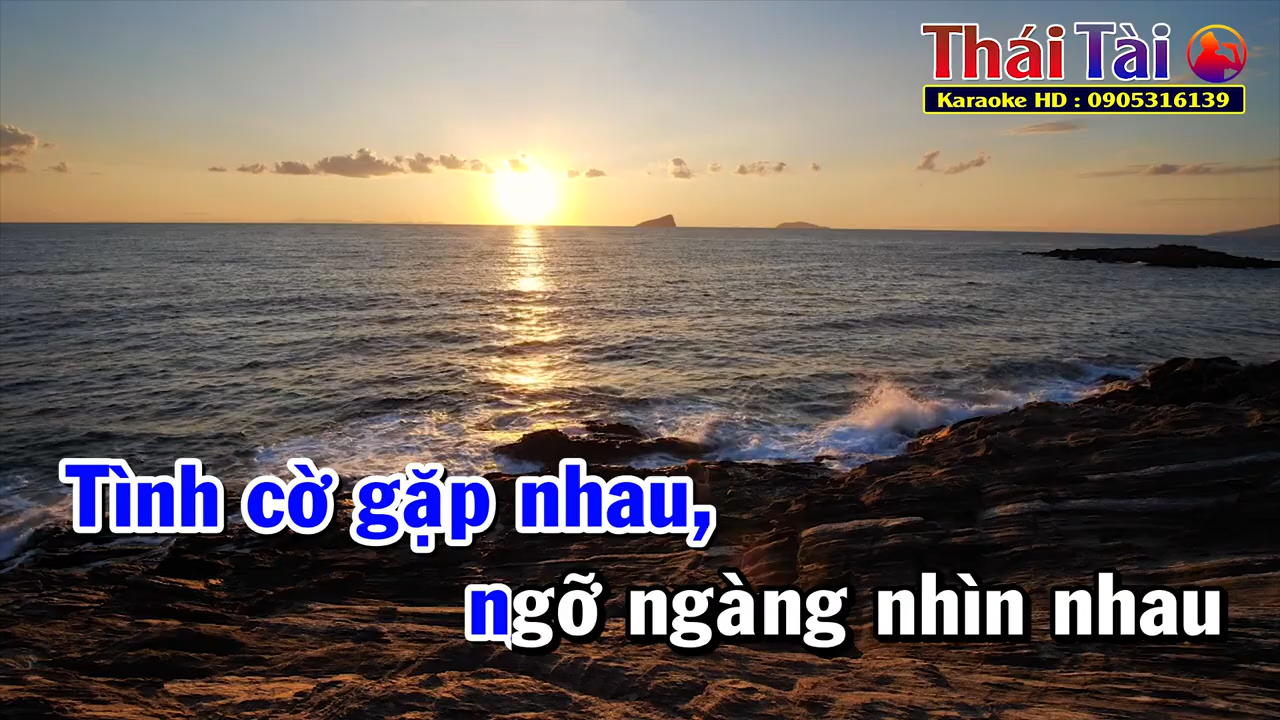 Thái Tài
Karaoke HD : 0905316139
Tình cờ gặp nhau,
ngỡ ngàng nhìn nhau